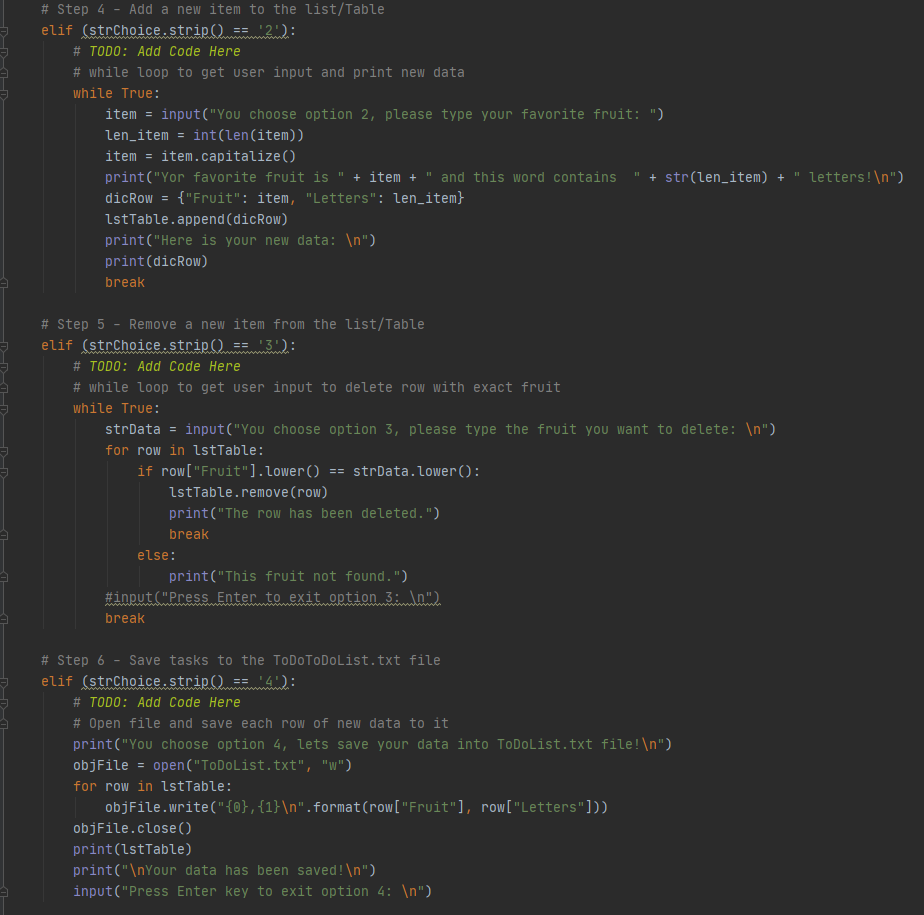 # Step 4 - Add a new item to the list/Table
elif (strChoice.strip() == '2'):
# TODO: Add Code Here
# while loop to get user input and print new data
while True:
item = input("You choose option 2, please type your favorite fruit: ")
len_item = int(len(item))
item = item.capitalize()
print("Yor favorite fruit is " + item + " and this word contains  " + str(len_item) + " letters!\n")
dicRow = {"Fruit": item, "Letters": len_item}
lstTable.append(dicRow)
print("Here is your new data: \n")
print(dicRow)
break
# Step 5 - Remove a new item from the list/Table
elif (strChoice.strip() == '3'):
# TODO: Add Code Here
# while loop to get user input to delete row with exact fruit
while True:
strData = input("You choose option 3, please type the fruit you want to delete: \n")
for row in lstTable:
if row["Fruit"].lower() == strData.lower():
lstTable.remove(row)
print("The row has been deleted.")
break
else:
print("This fruit not found.")
#input("Press Enter to exit option 3: \n")
break
# Step 6 - Save tasks to the ToDoToDoList.txt file
elif (strChoice.strip() == '4'):
# TODO: Add Code Here
# Open file and save each row of new data to it
print("You choose option 4, lets save your data into ToDoList.txt file!\n")
objFile = open("ToDoList.txt", "w")
for row in lstTable:
objFile.write("{0},{1}\n".format(row["Fruit"], row["Letters"]))
objFile.close()
print(lstTable)
print("\nYour data has been saved!\n")
input("Press Enter key to exit option 4: \n")